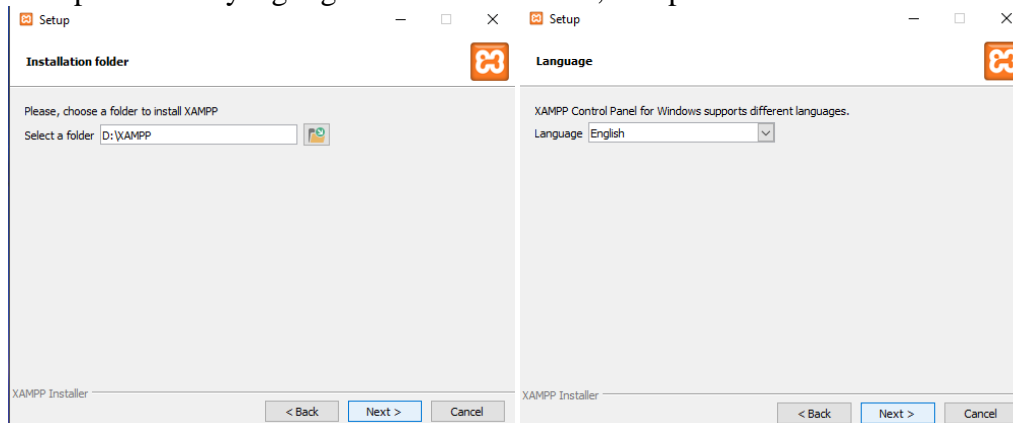 Setup
Installation folder
Please, choose a folder to install XAMPP
Select a folder D:\XAMPP
XAMPP Installer
< Back Next > Cancel
Setup
Language
XAMPP Control Panel for Windows supports different languages.
Language English
XAMPP Installer
< Back Next > Cancel